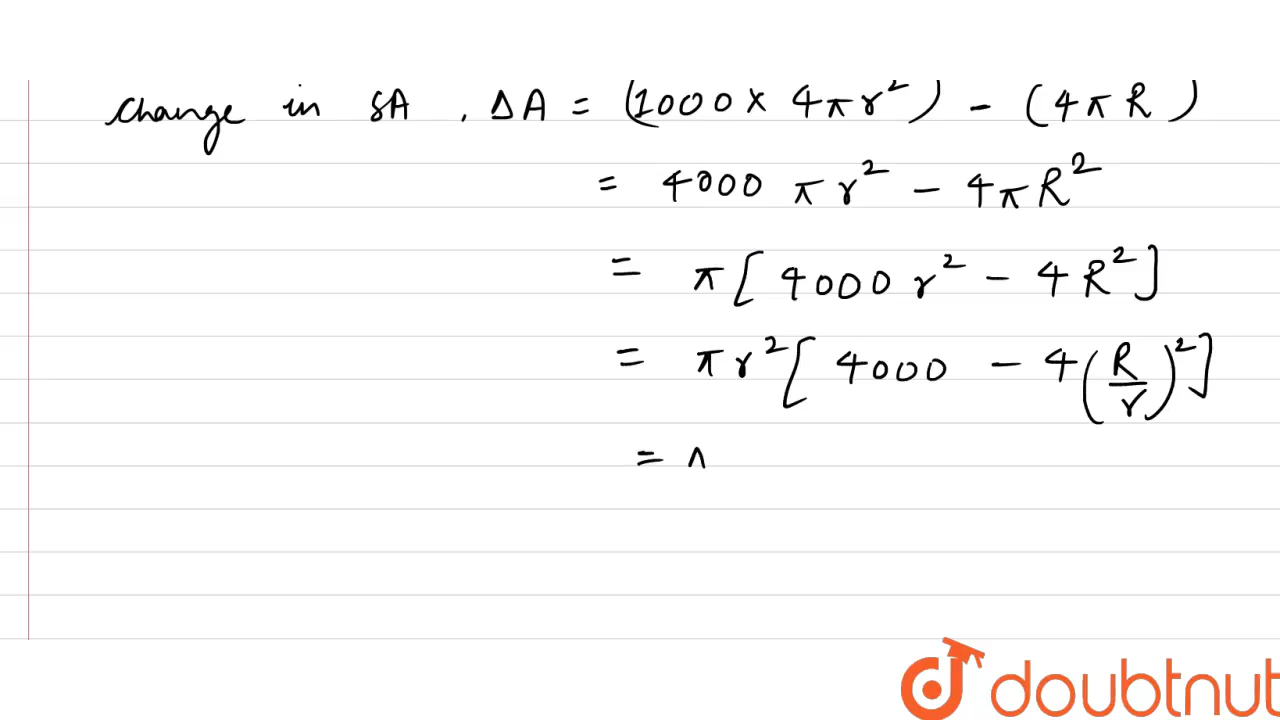 change in SA , ΔA = (1000 × 4πr²) - (4πR )
= 4000 πr² - 4πR²
= π[4000 r² - 4R²]
= πr²[4000 - 4(R/r)²]
= ^
doubtnut